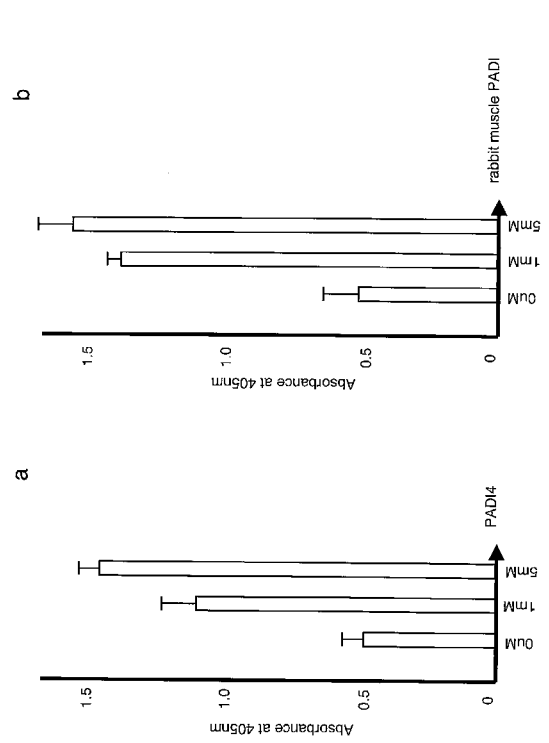 a
Absorbance at 405nm
1.5
1.0
0.5
0
0uM
1mM
5mM
PADI4
b
Absorbance at 405nm
1.5
1.0
0.5
0
0uM
1mM
5mM
rabbit muscle PADI